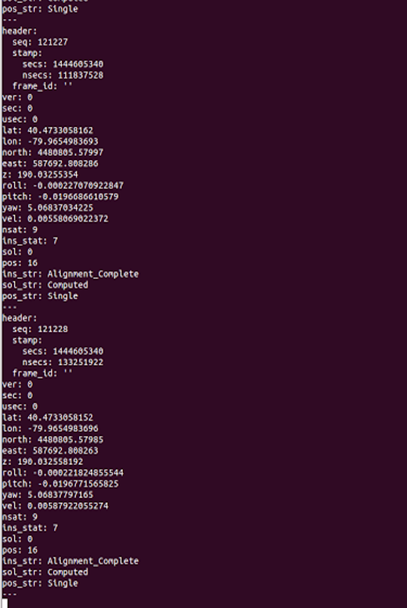 pos_str: Single
---
header:
seq: 121227
stamp:
secs: 1444605340
nsecs: 111837528
frame_id: ''
ver: 0
sec: 0
usec: 0
lat: 40.4733058162
lon: -79.9654983693
north: 4480805.57997
east: 587692.808286
z: 190.03255354
roll: -0.000227070922847
pitch: -0.0196686610579
yaw: 5.06837034225
vel: 0.00558069022372
nsat: 9
ins_stat: 7
sol: 0
pos: 16
ins_str: Alignment_Complete
sol_str: Computed
pos_str: Single
---
header:
seq: 121228
stamp:
secs: 1444605340
nsecs: 133251922
frame_id: ''
ver: 0
sec: 0
usec: 0
lat: 40.4733058152
lon: -79.9654983696
north: 4480805.57985
east: 587692.808263
z: 190.032558192
roll: -0.000221824855544
pitch: -0.0196771565825
yaw: 5.06837797165
vel: 0.00587922055274
nsat: 9
ins_stat: 7
sol: 0
pos: 16
ins_str: Alignment_Complete
sol_str: Computed
pos_str: Single
---